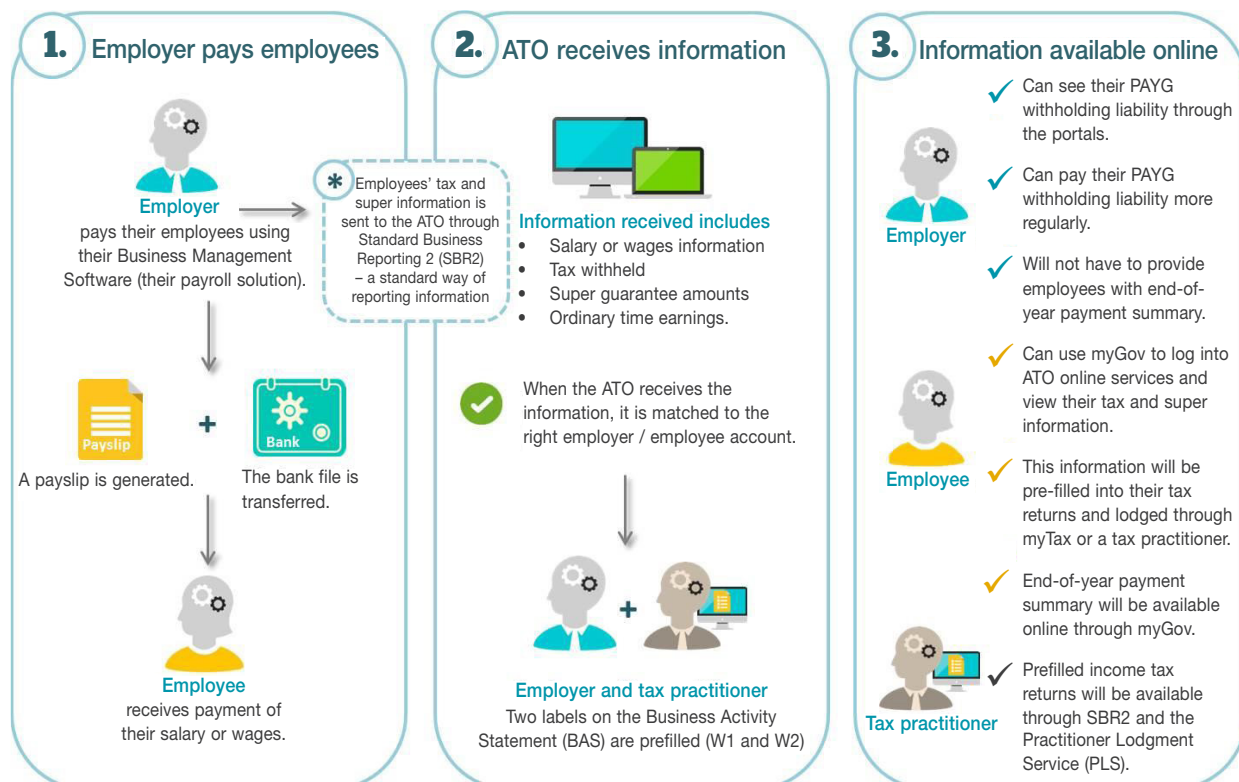 1. Employer pays employees
Employer
pays their employees using
their Business Management
Software (their payroll solution).
*
Employees' tax and
super information is
sent to the ATO through
Standard Business
Reporting 2 (SBR2)
– a standard way of
reporting information
Payslip
+
Bank
A payslip is generated.
The bank file is
transferred.
Employee
receives payment of
their salary or wages.
2. ATO receives information
Information received includes
• Salary or wages information
• Tax withheld
• Super guarantee amounts
• Ordinary time earnings.
When the ATO receives the
information, it is matched to the
right employer / employee account.
+
Employer and tax practitioner
Two labels on the Business Activity
Statement (BAS) are prefilled (W1 and W2)
3. Information available online
Employer
Can see their PAYG
withholding liability through
the portals.
Can pay their PAYG
withholding liability more
regularly.
Will not have to provide
employees with end-of-
year payment summary.
Employee
Can use myGov to log into
ATO online services and
view their tax and super
information.
This information will be
pre-filled into their tax
returns and lodged through
myTax or a tax practitioner.
End-of-year payment
summary will be available
online through myGov.
Tax practitioner
Prefilled income tax
returns will be available
through SBR2 and the
Practitioner Lodgment
Service (PLS).